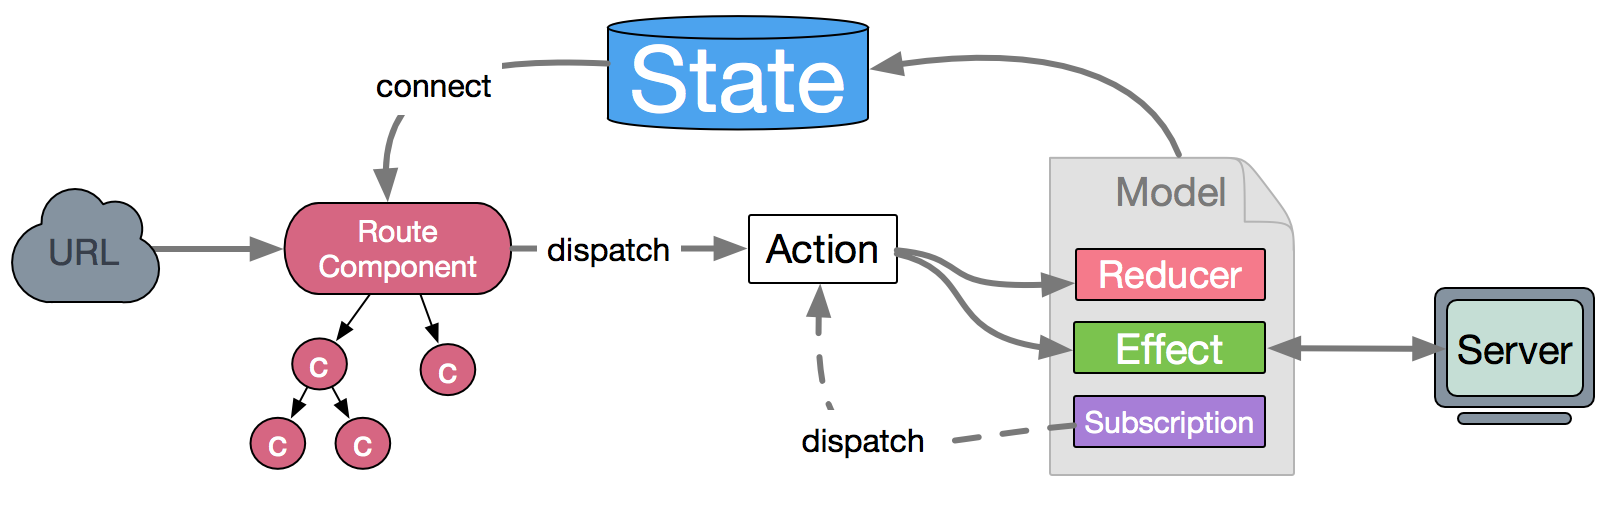 State
connect
URL
Route
Component
dispatch
Action
Model
Reducer
Effect
Subscription
Server
dispatch
C
C
C
C